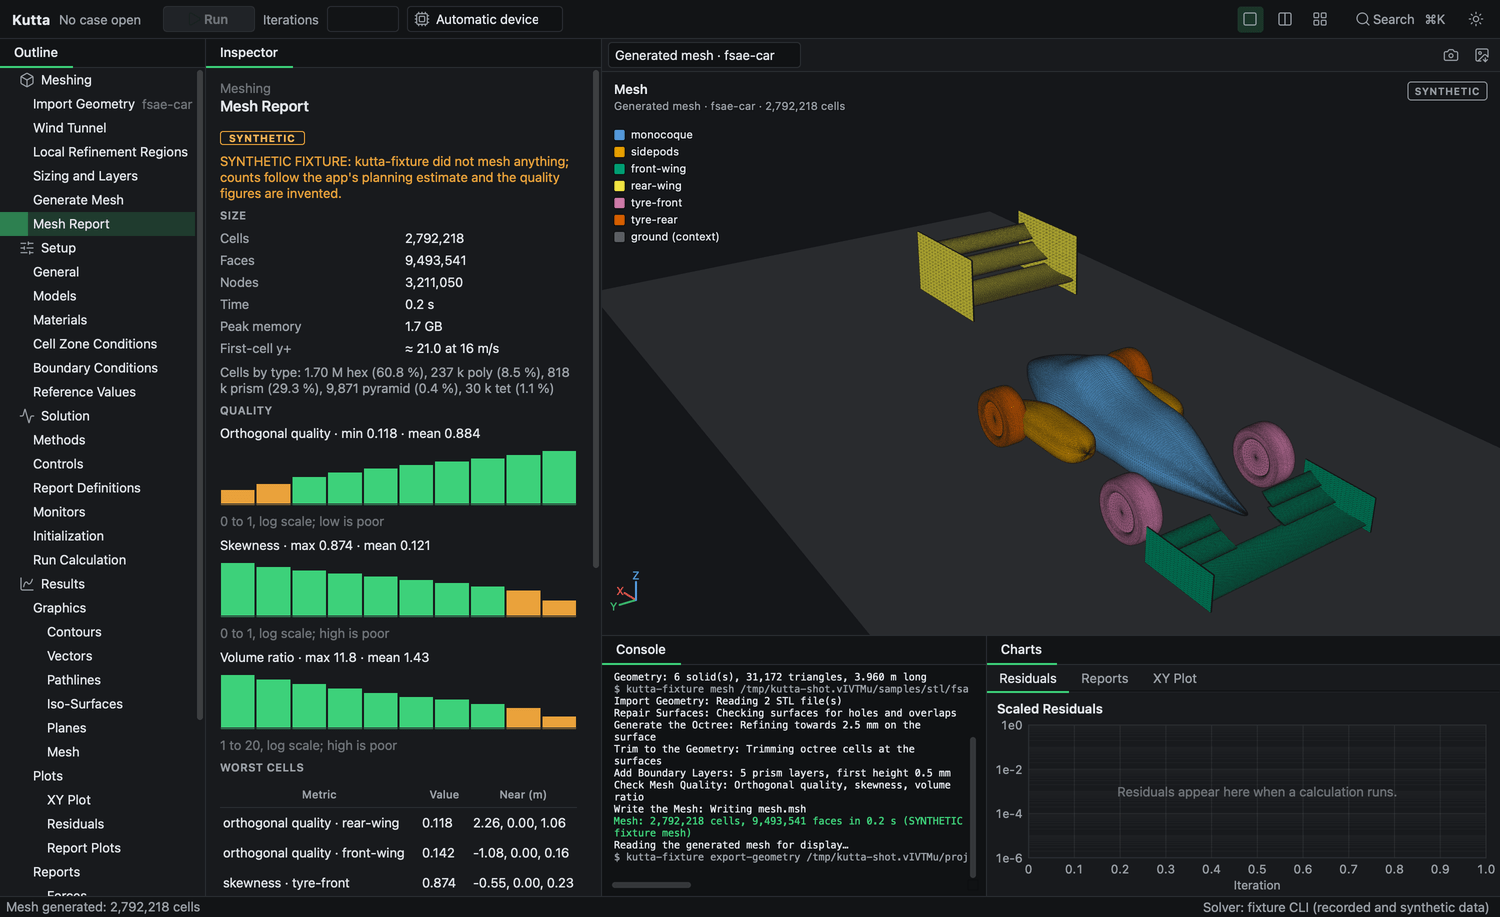 Kutta No case open Run Iterations Automatic device Search ⌘K
Outline
Meshing
Import Geometry fsae-car
Wind Tunnel
Local Refinement Regions
Sizing and Layers
Generate Mesh
Mesh Report
Setup
General
Models
Materials
Cell Zone Conditions
Boundary Conditions
Reference Values
Solution
Methods
Controls
Report Definitions
Monitors
Initialization
Run Calculation
Results
Graphics
Contours
Vectors
Pathlines
Iso-Surfaces
Planes
Mesh
Plots
XY Plot
Residuals
Report Plots
Reports
Forces
Inspector
Meshing
Mesh Report
SYNTHETIC
SYNTHETIC FIXTURE: kutta-fixture did not mesh anything;
counts follow the app's planning estimate and the quality
figures are invented.
SIZE
Cells 2,792,218
Faces 9,493,541
Nodes 3,211,050
Time 0.2 s
Peak memory 1.7 GB
First-cell y+ ≈ 21.0 at 16 m/s
Cells by type: 1.70 M hex (60.8 %), 237 k poly (8.5 %), 818
k prism (29.3 %), 9,871 pyramid (0.4 %), 30 k tet (1.1 %)
QUALITY
Orthogonal quality · min 0.118 · mean 0.884
0 to 1, log scale; low is poor
Skewness · max 0.874 · mean 0.121
0 to 1, log scale; high is poor
Volume ratio · max 11.8 · mean 1.43
1 to 20, log scale; high is poor
WORST CELLS
Metric Value Near (m)
orthogonal quality · rear-wing 0.118 2.26, 0.00, 1.06
orthogonal quality · front-wing 0.142 -1.08, 0.00, 0.16
skewness · tyre-front 0.874 -0.55, 0.00, 0.23
Generated mesh · fsae-car
Mesh
Generated mesh · fsae-car · 2,792,218 cells
SYNTHETIC
monocoque
sidepods
front-wing
rear-wing
tyre-front
tyre-rear
ground (context)
Z
X
Y
Console
Geometry: 6 solid(s), 31,172 triangles, 3.960 m long
$ kutta-fixture mesh /tmp/kutta-shot.vIVTMu/samples/stl/fsa
Import Geometry: Reading 2 STL file(s)
Repair Surfaces: Checking surfaces for holes and overlaps
Generate the Octree: Refining towards 2.5 mm on the
surface
Trim to the Geometry: Trimming octree cells at the
surfaces
Add Boundary Layers: 5 prism layers, first height 0.5 mm
Check Mesh Quality: Orthogonal quality, skewness, volume
ratio
Write the Mesh: Writing mesh.msh
Mesh: 2,792,218 cells, 9,493,541 faces in 0.2 s (SYNTHETIC
fixture mesh)
Reading the generated mesh for display…
$ kutta-fixture export-geometry /tmp/kutta-shot.vIVTMu/proj
Charts
Residuals Reports XY Plot
Scaled Residuals
1e0
1e-2
1e-4
1e-6
Residuals appear here when a calculation runs.
0 0.1 0.2 0.3 0.4 0.5 0.6 0.7 0.8 0.9 1.0
Iteration
Mesh generated: 2,792,218 cells
Solver: fixture CLI (recorded and synthetic data)